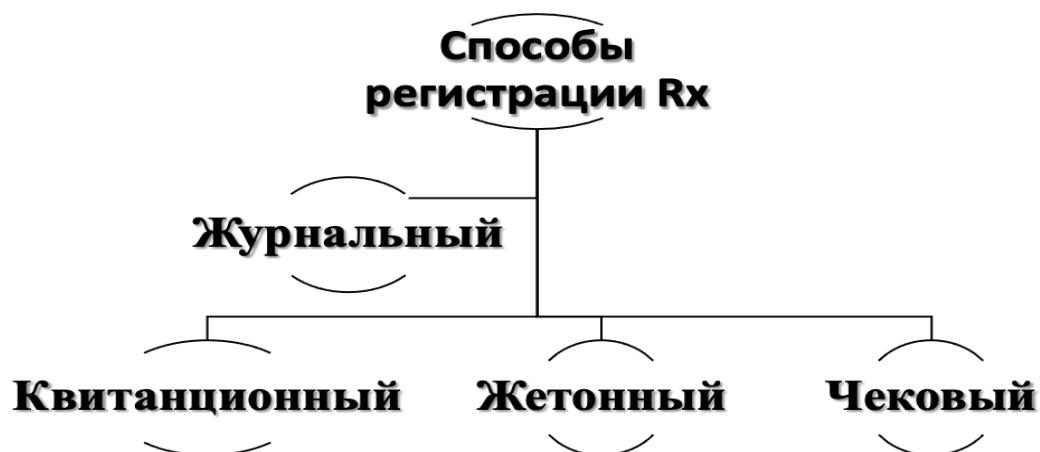 Способы
регистрации Rx
Журнальный
Квитанционный
Жетонный
Чековый